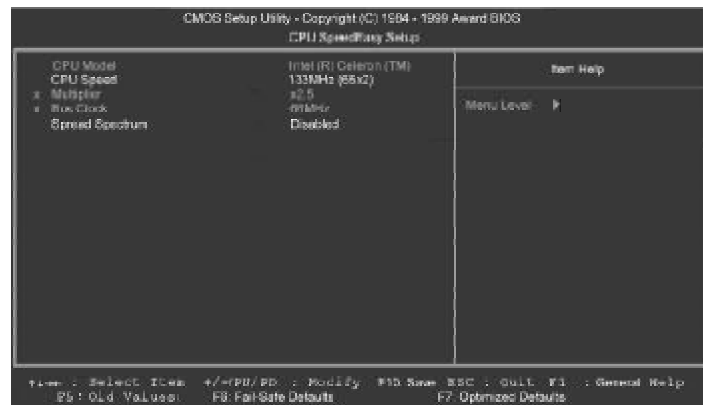 CMOS Setup Utility - Copyright (C) 1984 - 1999 Award BIOS
CPU SpeedEasy Setup
CPU Model Intel (R) Celeron (TM)
CPU Speed 133MHz (66x2)
x Multiplier x2.5
x Bus Clock 66MHz
Spread Spectrum Disabled
Item Help
Menu Level
: Select Item +/-/PU/PD : Modify F10: Save ESC : Quit F1 : General Help
F5 : Old Values F6: Fail-Safe Defaults F7: Optimized Defaults